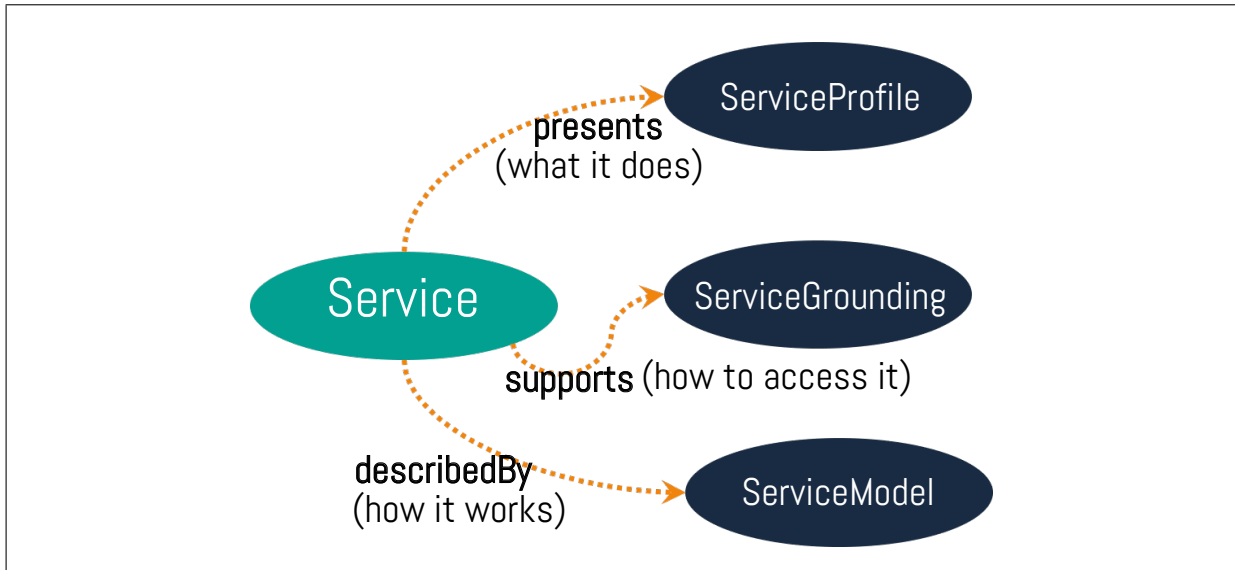 ServiceProfile
presents
(what it does)
Service
ServiceGrounding
supports (how to access it)
describedBy
(how it works)
ServiceModel